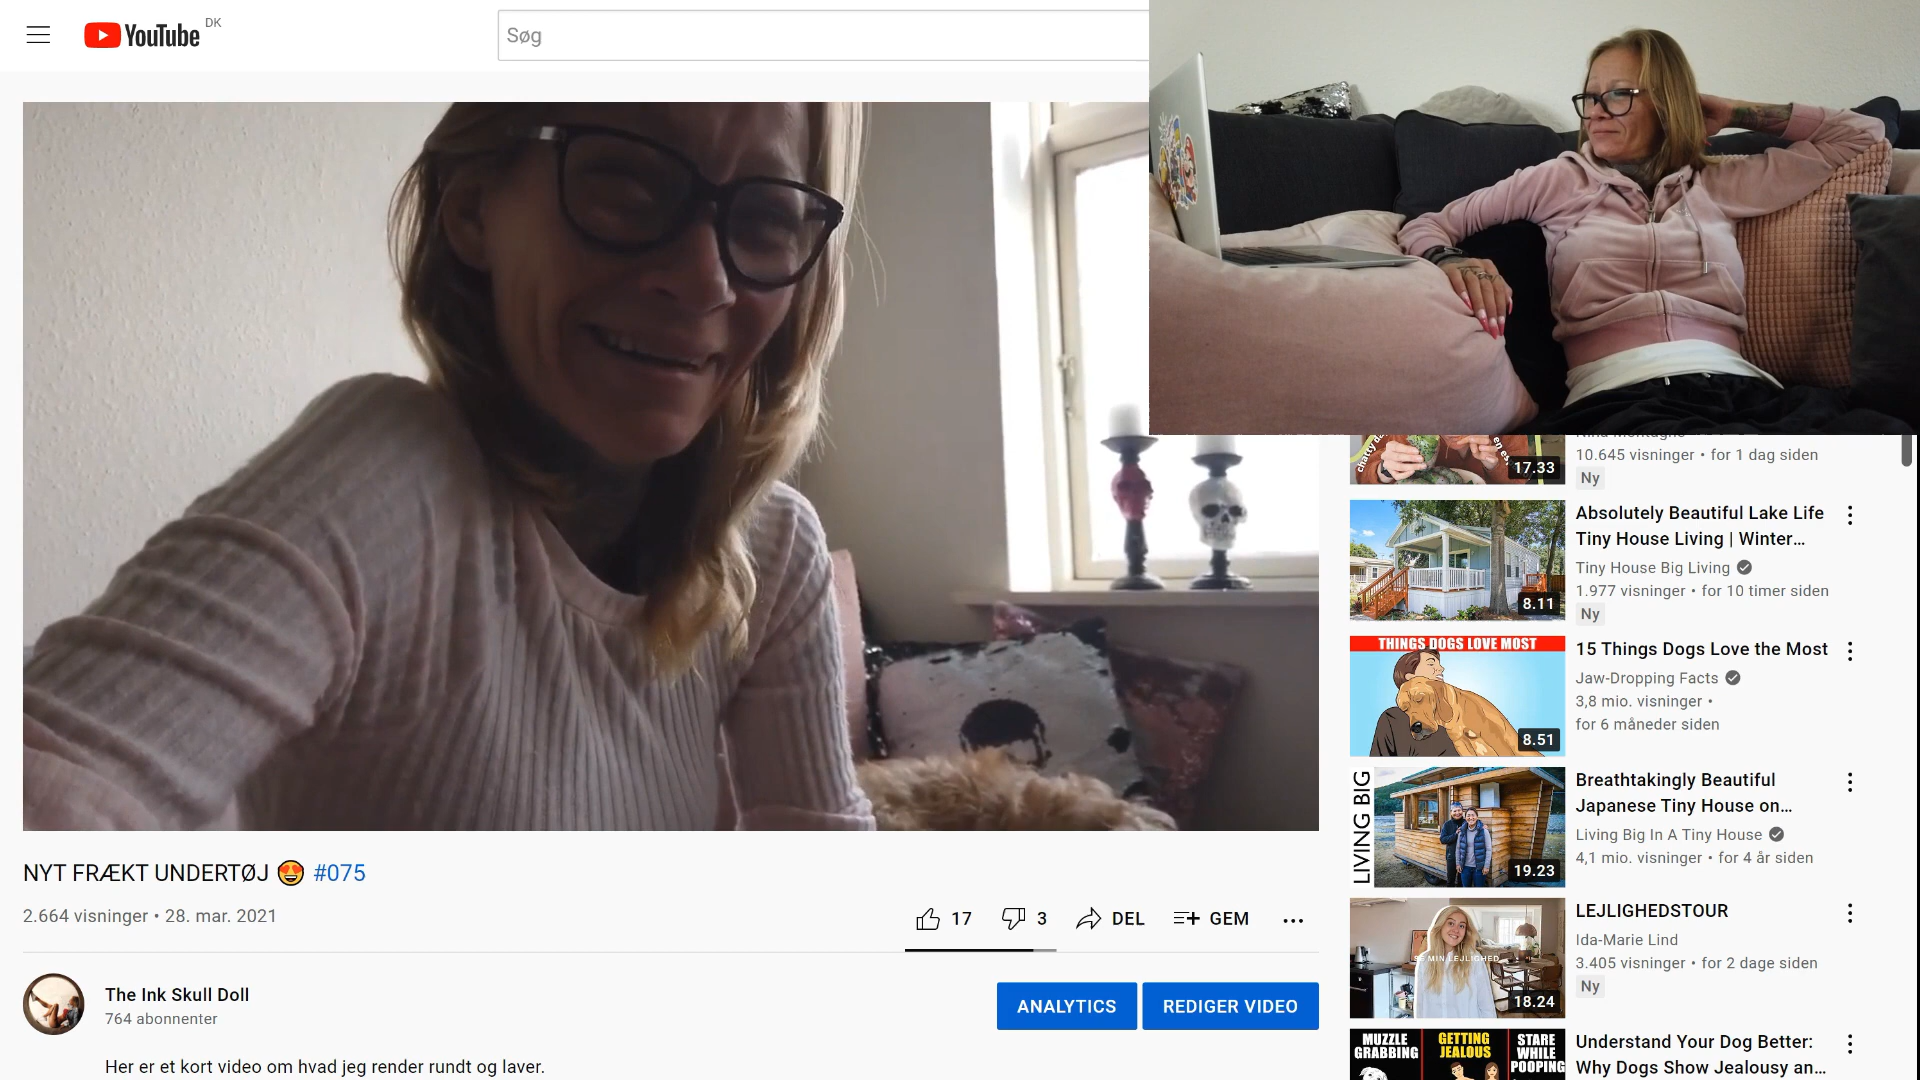 YouTube DK
Søg
NYT FRÆKT UNDERTØJ 😍 #075
2.664 visninger • 28. mar. 2021
17
3
DEL
GEM
The Ink Skull Doll
764 abonnenter
ANALYTICS
REDIGER VIDEO
Her er et kort video om hvad jeg render rundt og laver.
17.33
10.645 visninger • for 1 dag siden
Ny
8.11
Absolutely Beautiful Lake Life
Tiny House Living | Winter...
Tiny House Big Living
1.977 visninger • for 10 timer siden
Ny
THINGS DOGS LOVE MOST
8.51
15 Things Dogs Love the Most
Jaw-Dropping Facts
3,8 mio. visninger •
for 6 måneder siden
LIVING BIG
19.23
Breathtakingly Beautiful
Japanese Tiny House on...
Living Big In A Tiny House
4,1 mio. visninger • for 4 år siden
MIN LEJLIGHED
18.24
LEJLIGHEDSTOUR
Ida-Marie Lind
3.405 visninger • for 2 dage siden
Ny
MUZZLE
GRABBING
GETTING
JEALOUS
STARE
WHILE
POOPING
Understand Your Dog Better:
Why Dogs Show Jealousy an...